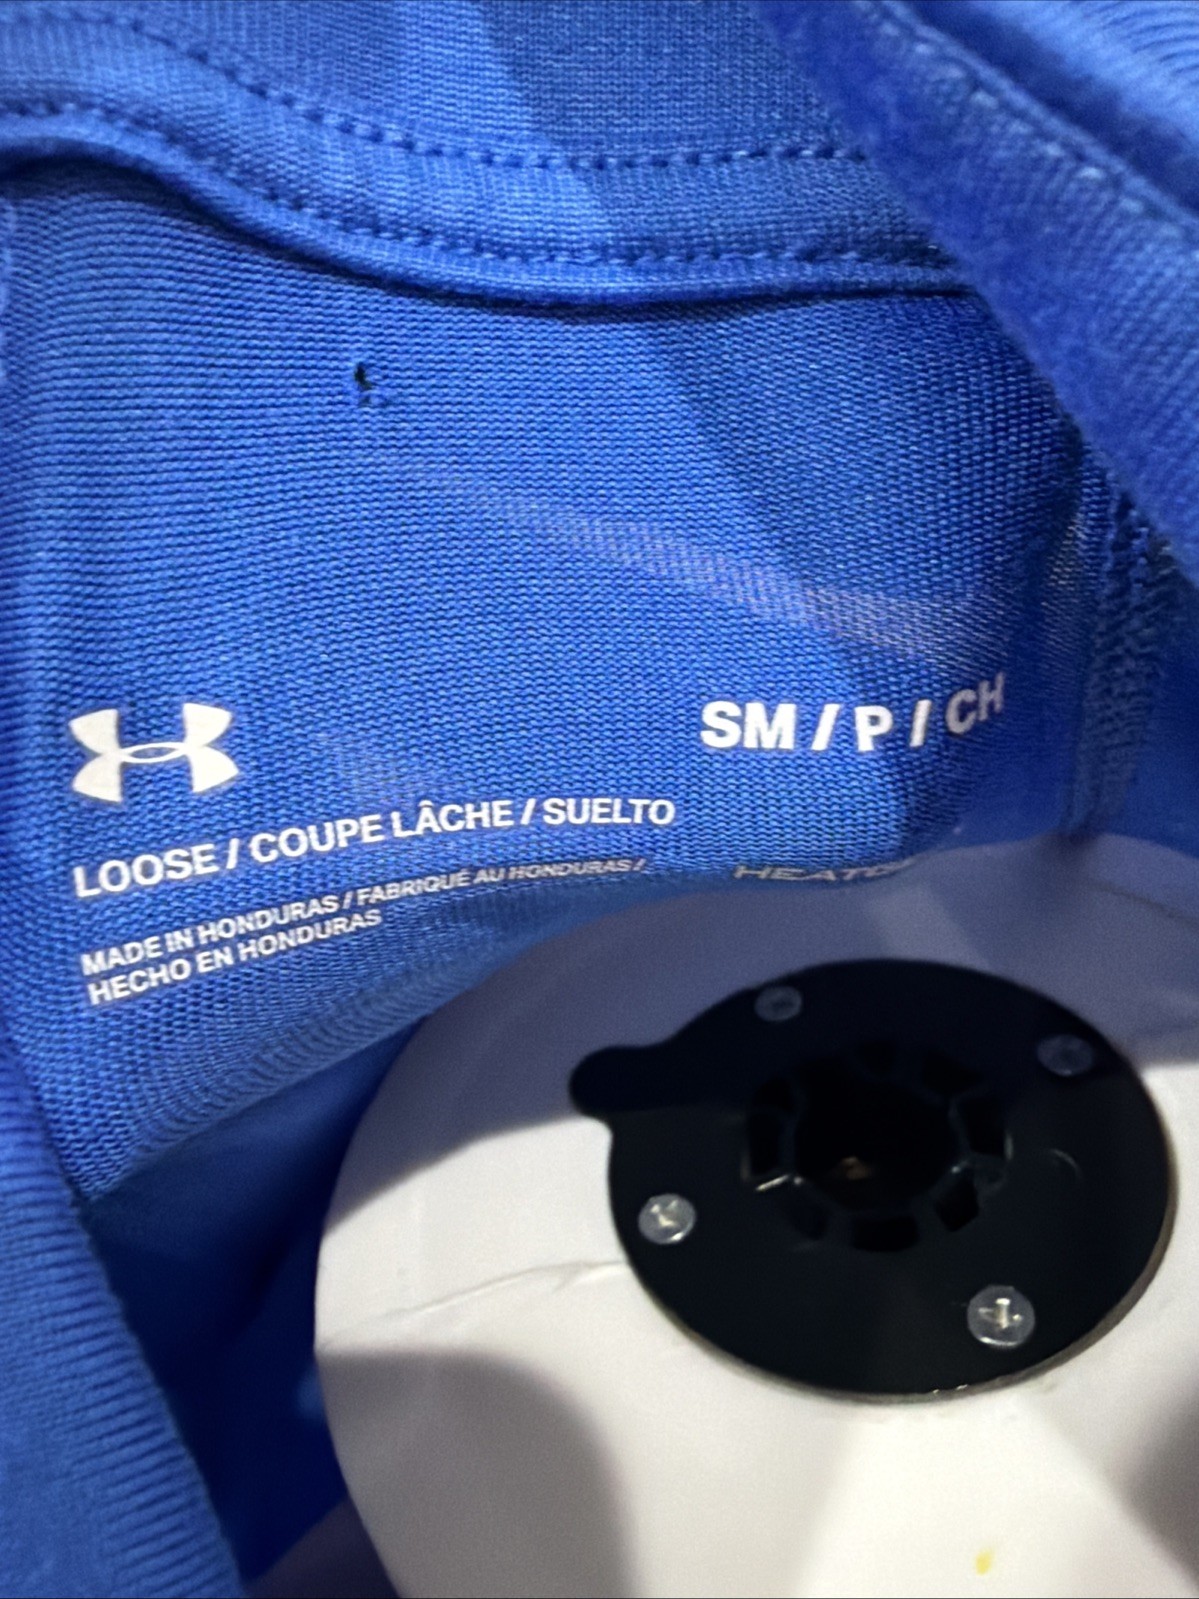 SM / P / CH
LOOSE / COUPE LÂCHE / SUELTO
MADE IN HONDURAS / FABRIQUÉ AU HONDURAS /
HECHO EN HONDURAS